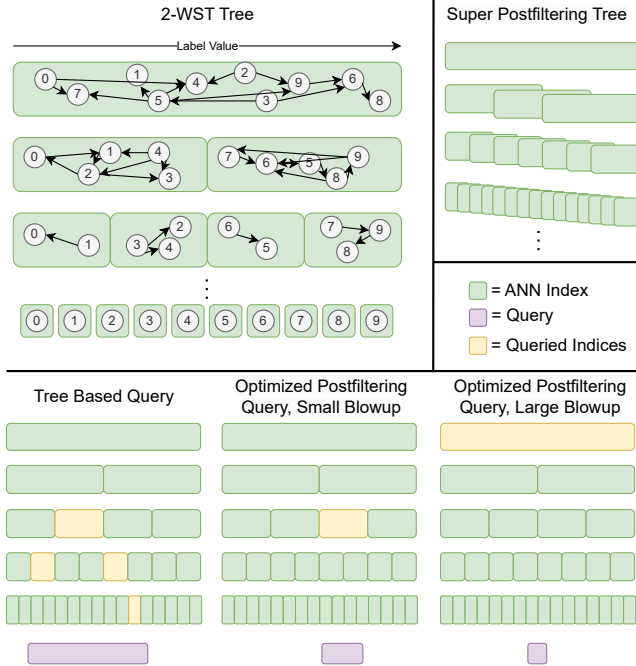 2-WST Tree
Label Value
0
1
4
2
9
6
7
5
3
8
0
1
4
2
3
7
6
5
9
8
0
1
2
3
4
6
5
7
9
8
0 1 2 3 4 5 6 7 8 9
Super Postfiltering Tree
= ANN Index
= Query
= Queried Indices
Tree Based Query
Optimized Postfiltering
Query, Small Blowup
Optimized Postfiltering
Query, Large Blowup